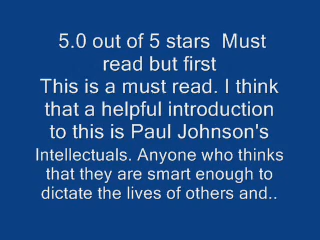 5.0 out of 5 stars  Must
read but first
This is a must read. I think
that a helpful introduction
to this is Paul Johnson's
Intellectuals. Anyone who thinks
that they are smart enough to
dictate the lives of others and..